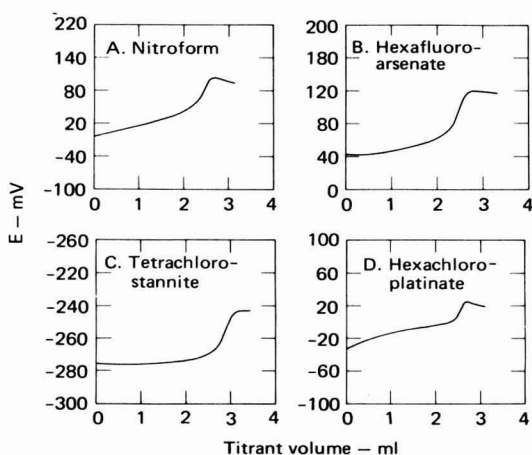 220
140
80
20
-40
-100
A. Nitroform
0 1 2 3 4
200
160
120
80
40
0
B. Hexafluoro-
arsenate
0 1 2 3 4
E — mV
-260
-220
-240
-260
-280
-300
C. Tetrachloro-
stannite
0 1 2 3 4
100
60
20
-20
-60
-100
D. Hexachloro-
platinate
0 1 2 3 4
Titrant volume — ml